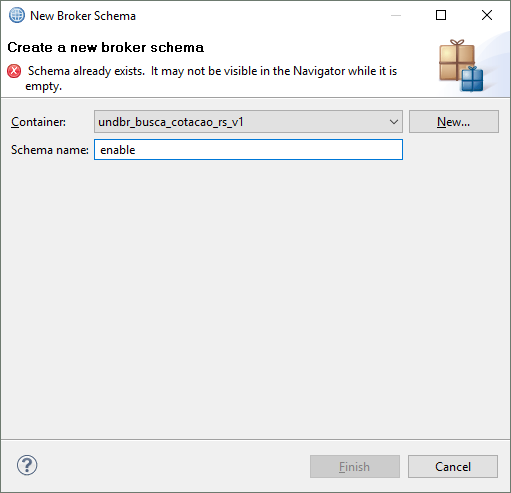 New Broker Schema
Create a new broker schema
Schema already exists. It may not be visible in the Navigator while it is
empty.
Container: undbr_busca_cotacao_rs_v1 New...
Schema name: enable
? Finish Cancel